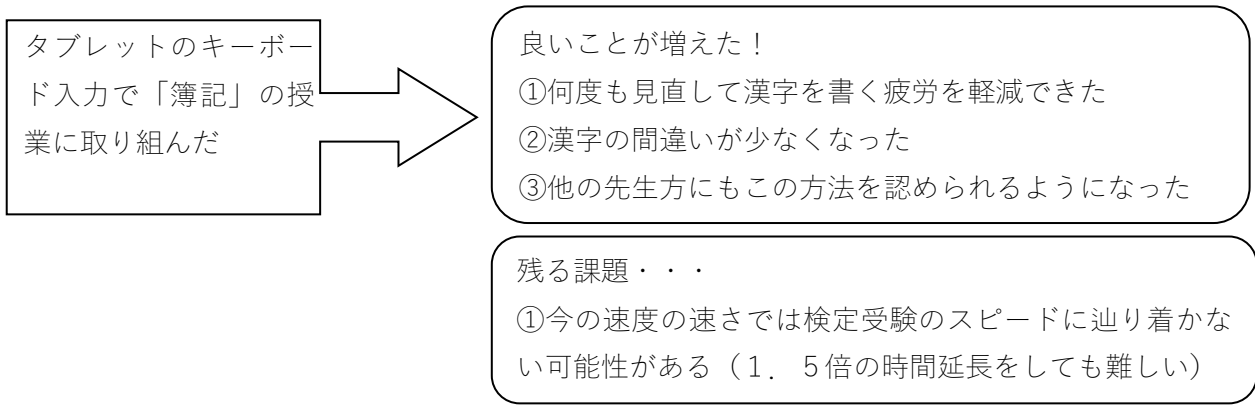 タブレットのキーボー
ド入力で「簿記」の授
業に取り組んだ
良いことが増えた！
①何度も見直して漢字を書く疲労を軽減できた
②漢字の間違いが少なくなった
③他の先生方にもこの方法を認められるようになった
残る課題・・・
①今の速度の速さでは検定受験のスピードに辿り着かな
い可能性がある（１．５倍の時間延長をしても難しい）